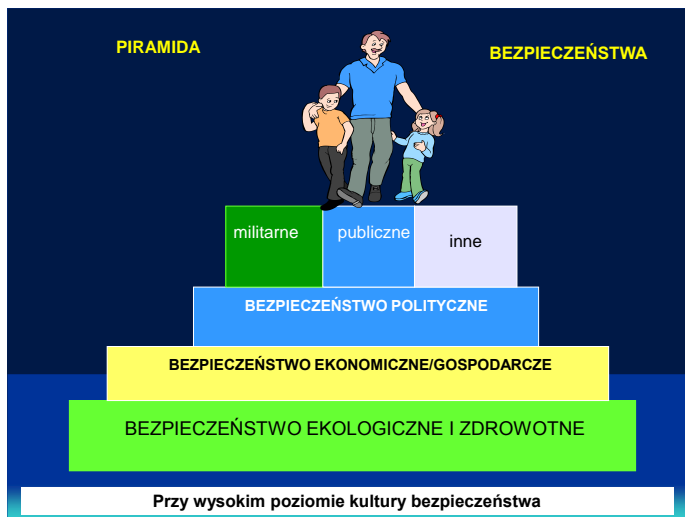 PIRAMIDA
BEZPIECZEŃSTWA
militarne
publiczne
inne
BEZPIECZEŃSTWO POLITYCZNE
BEZPIECZEŃSTWO EKONOMICZNE/GOSPODARCZE
BEZPIECZEŃSTWO EKOLOGICZNE I ZDROWOTNE
Przy wysokim poziomie kultury bezpieczeństwa